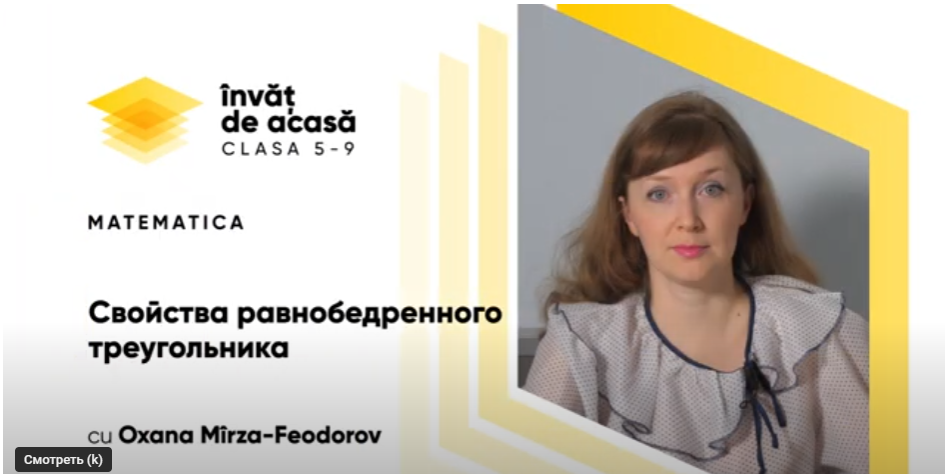 învăț
de acasă
CLASA 5-9
MATEMATICA
Свойства равнобедренного
треугольника
cu Oxana Mîrza-Feodorov
Смотреть (k)